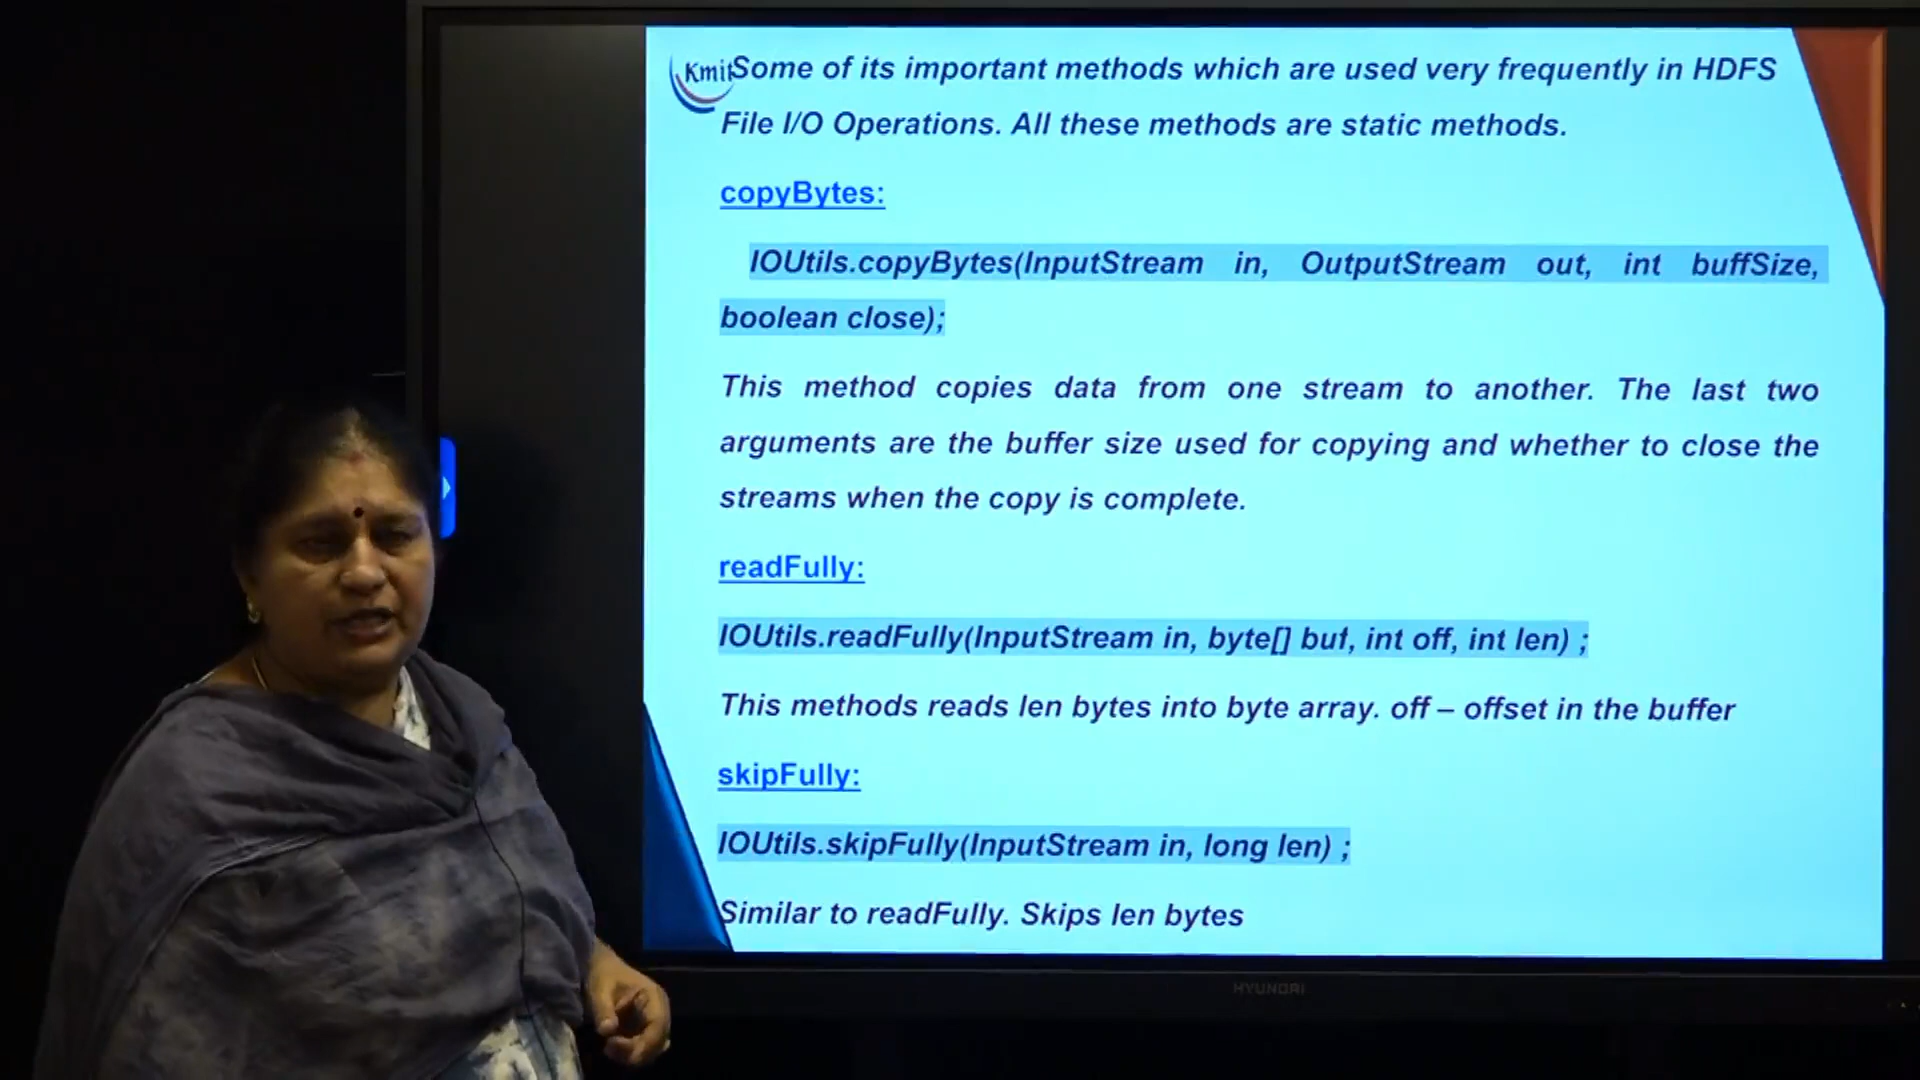 Kmit
Some of its important methods which are used very frequently in HDFS
File I/O Operations. All these methods are static methods.
copyBytes:
IOUtils.copyBytes(InputStream in, OutputStream out, int buffSize,
boolean close);
This method copies data from one stream to another. The last two
arguments are the buffer size used for copying and whether to close the
streams when the copy is complete.
readFully:
IOUtils.readFully(InputStream in, byte[] buf, int off, int len) ;
This methods reads len bytes into byte array. off – offset in the buffer
skipFully:
IOUtils.skipFully(InputStream in, long len) ;
Similar to readFully. Skips len bytes
HYUNDAI